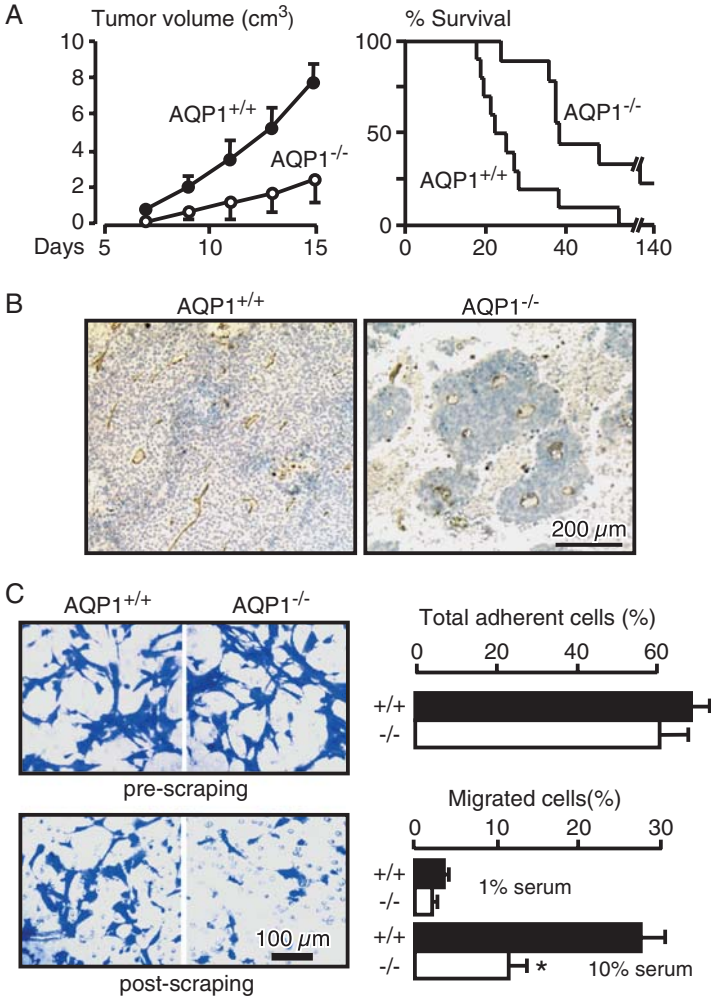 A
Tumor volume (cm³)
10
8
6
4
2
0
AQP1+/+
AQP1-/-
Days 5 10 15
% Survival
100
50
0
AQP1-/-
AQP1+/+
0 20 40 140
B
AQP1+/+ AQP1-/-
200 µm
C
AQP1+/+ AQP1-/-
pre-scraping
100 µm
post-scraping
Total adherent cells (%)
0 20 40 60
+/+
-/-
Migrated cells(%)
0 10 20 30
+/+
-/-
1% serum
+/+
-/- *
10% serum